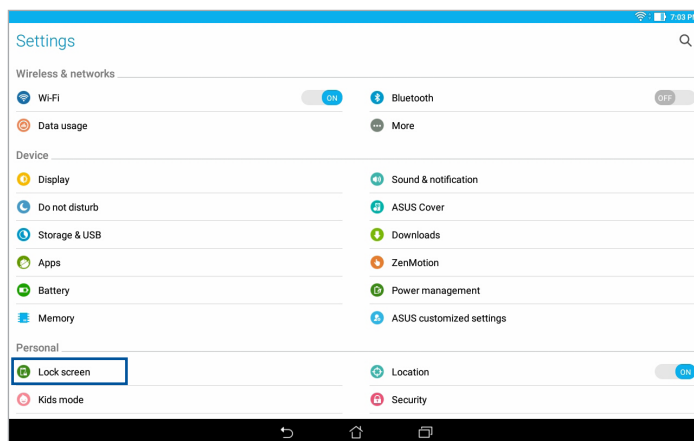 7:03 P
Settings
Wireless & networks
Wi-Fi ON
Bluetooth OFF
Data usage
More
Device
Display
Sound & notification
Do not disturb
ASUS Cover
Storage & USB
Downloads
Apps
ZenMotion
Battery
Power management
Memory
ASUS customized settings
Personal
Lock screen
Location ON
Kids mode
Security